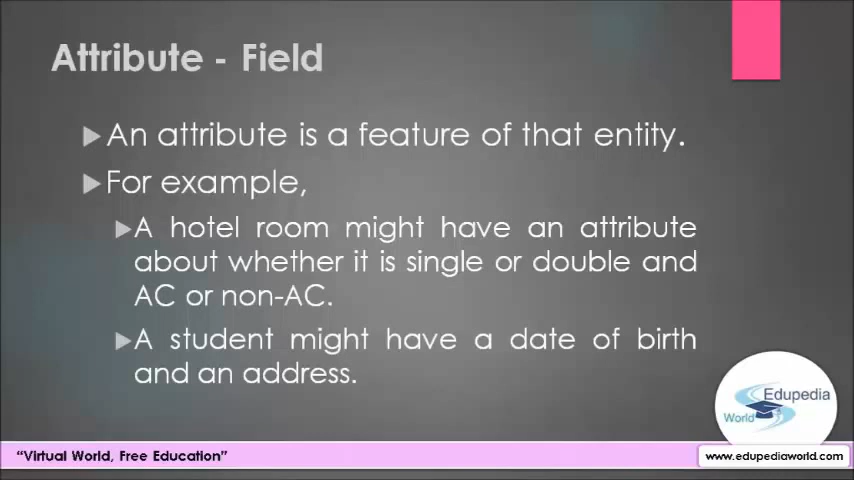 Attribute - Field
An attribute is a feature of that entity.
For example,
A hotel room might have an attribute
about whether it is single or double and
AC or non-AC.
A student might have a date of birth
and an address.
Edupedia
World
“Virtual World, Free Education”
www.edupediaworld.com